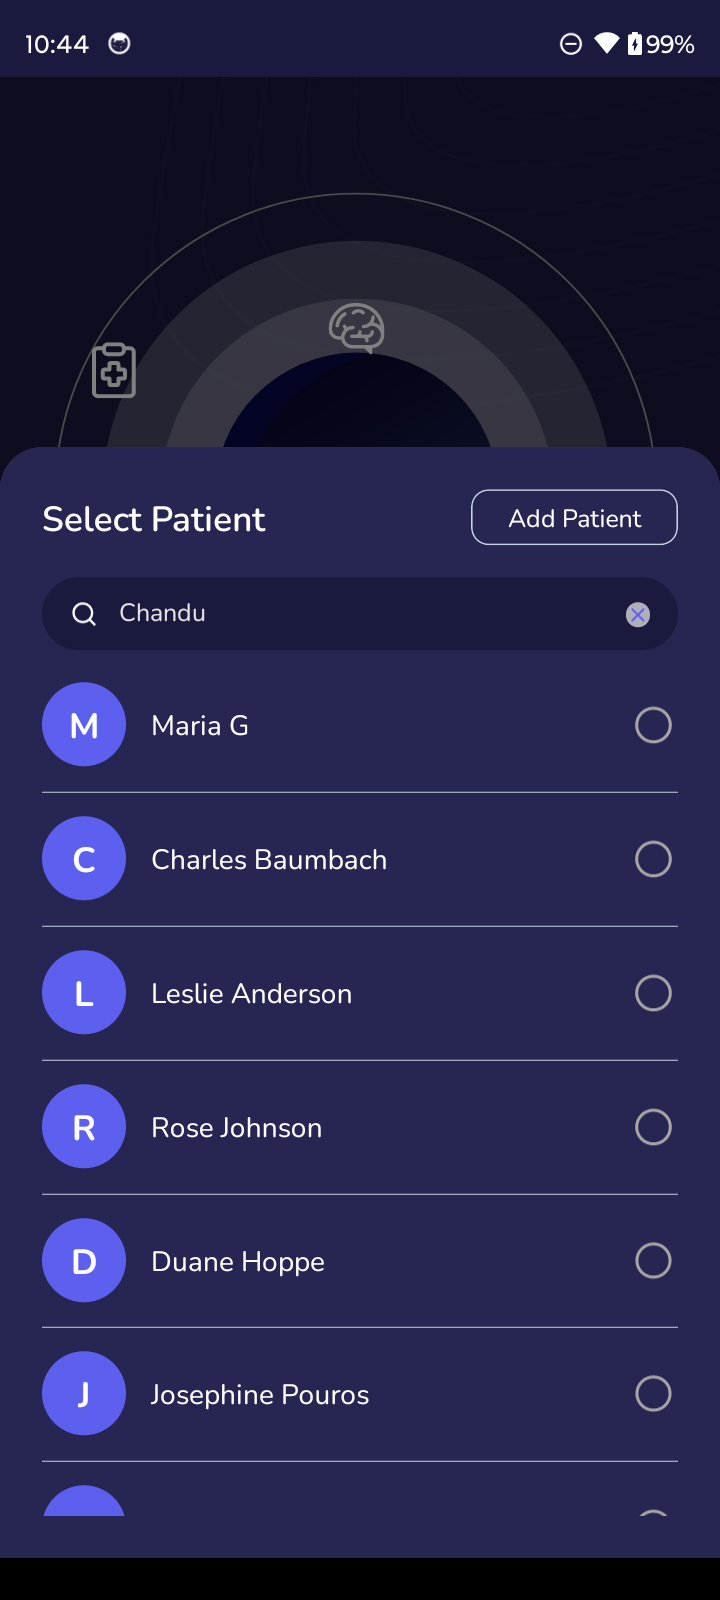 10:44
99%
Select Patient
Add Patient
Chandu
M
Maria G
C
Charles Baumbach
L
Leslie Anderson
R
Rose Johnson
D
Duane Hoppe
J
Josephine Pouros